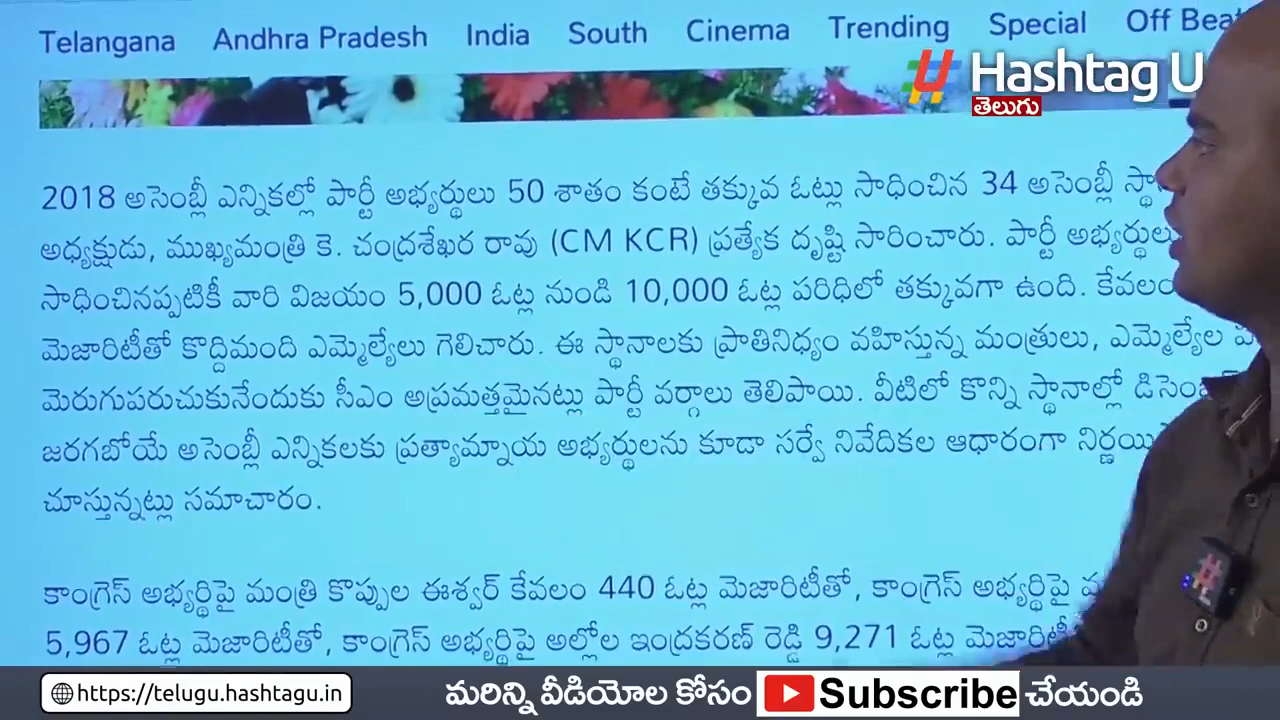 Telangana Andhra Pradesh India South Cinema Trending Special Off Beat
Hashtag U
తెలుగు
2018 అసెంబ్లీ ఎన్నికల్లో పార్టీ అభ్యర్థులు 50 శాతం కంటే తక్కువ ఓట్లు సాధించిన 34 అసెంబ్లీ
అధ్యక్షుడు, ముఖ్యమంత్రి కె. చంద్రశేఖర రావు (CM KCR) ప్రత్యేక దృష్టి సారించారు. పార్టీ
సాధించినప్పటికీ వారి విజయం 5,000 ఓట్ల నుండి 10,000 ఓట్ల పరిధిలో తక్కువగా ఉంది. కేవలం
మెజారిటీతో కొద్దిమంది ఎమ్మెల్యేలు గెలిచారు. ఈ స్థానాలకు ప్రాతినిధ్యం వహిస్తున్న మంత్రులు, ఎమ్మెల్యేల
మెరుగుపరుచుకునేందుకు సీఎం అప్రమత్తమైనట్లు పార్టీ వర్గాలు తెలిపాయి. వీటిలో కొన్ని స్థానాల్లో
జరగబోయే అసెంబ్లీ ఎన్నికలకు ప్రత్యామ్నాయ అభ్యర్థులను కూడా సర్వే నివేదికల ఆధారంగా
చూస్తున్నట్లు సమాచారం.
కాంగ్రెస్ అభ్యర్థిపై మంత్రి కొప్పుల ఈశ్వర్ కేవలం 440 ఓట్ల మెజారిటీతో, కాంగ్రెస్ అభ్యర్థిపై
5,967 ఓట్ల మెజారిటీతో, కాంగ్రెస్ అభ్యర్థిపై అల్లోల ఇంద్రకరణ్ రెడ్డి 9,271 ఓట్ల
https://telugu.hashtagu.in మరిన్ని వీడియోల కోసం Subscribe చేయండి